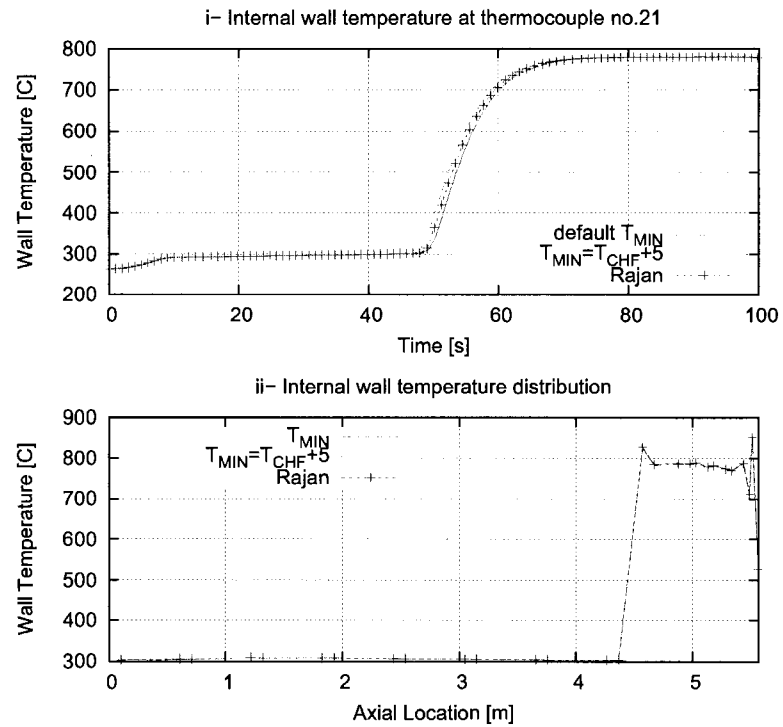 i− Internal wall temperature at thermocouple no.21
Wall Temperature [C]
800
700
600
500
400
300
200
default T_MIN
T_MIN=T_CHF+5
Rajan
0 20 40 60 80 100
Time [s]
ii− Internal wall temperature distribution
Wall Temperature [C]
900
800
700
600
500
400
300
T_MIN
T_MIN=T_CHF+5
Rajan
0 1 2 3 4 5
Axial Location [m]